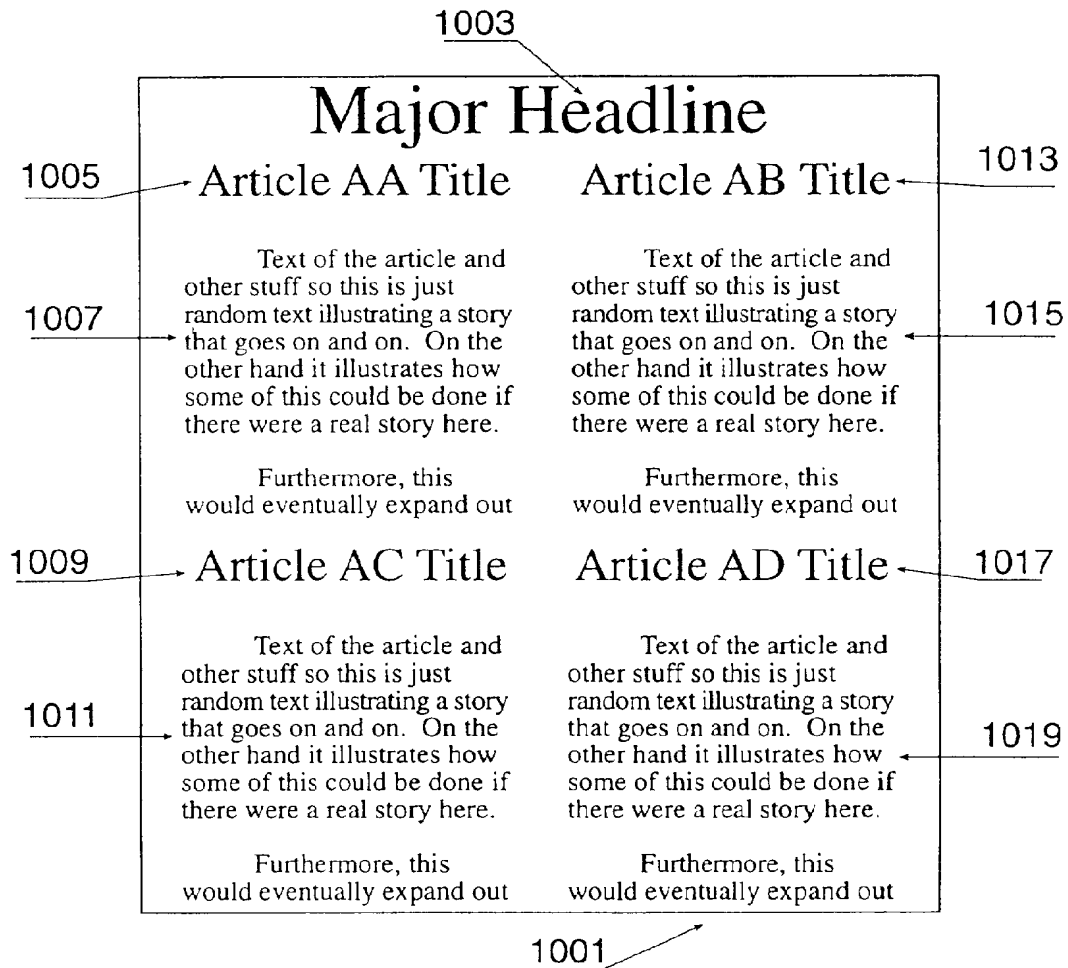 1003
Major Headline
1005
Article AA Title
1007
Text of the article and
other stuff so this is just
random text illustrating a story
that goes on and on. On the
other hand it illustrates how
some of this could be done if
there were a real story here.
Furthermore, this
would eventually expand out
1009
Article AC Title
1011
Text of the article and
other stuff so this is just
random text illustrating a story
that goes on and on. On the
other hand it illustrates how
some of this could be done if
there were a real story here.
Furthermore, this
would eventually expand out
Article AB Title
1013
Text of the article and
other stuff so this is just
random text illustrating a story
that goes on and on. On the
other hand it illustrates how
some of this could be done if
there were a real story here.
1015
Furthermore, this
would eventually expand out
Article AD Title
1017
Text of the article and
other stuff so this is just
random text illustrating a story
that goes on and on. On the
other hand it illustrates how
some of this could be done if
there were a real story here.
1019
Furthermore, this
would eventually expand out
1001